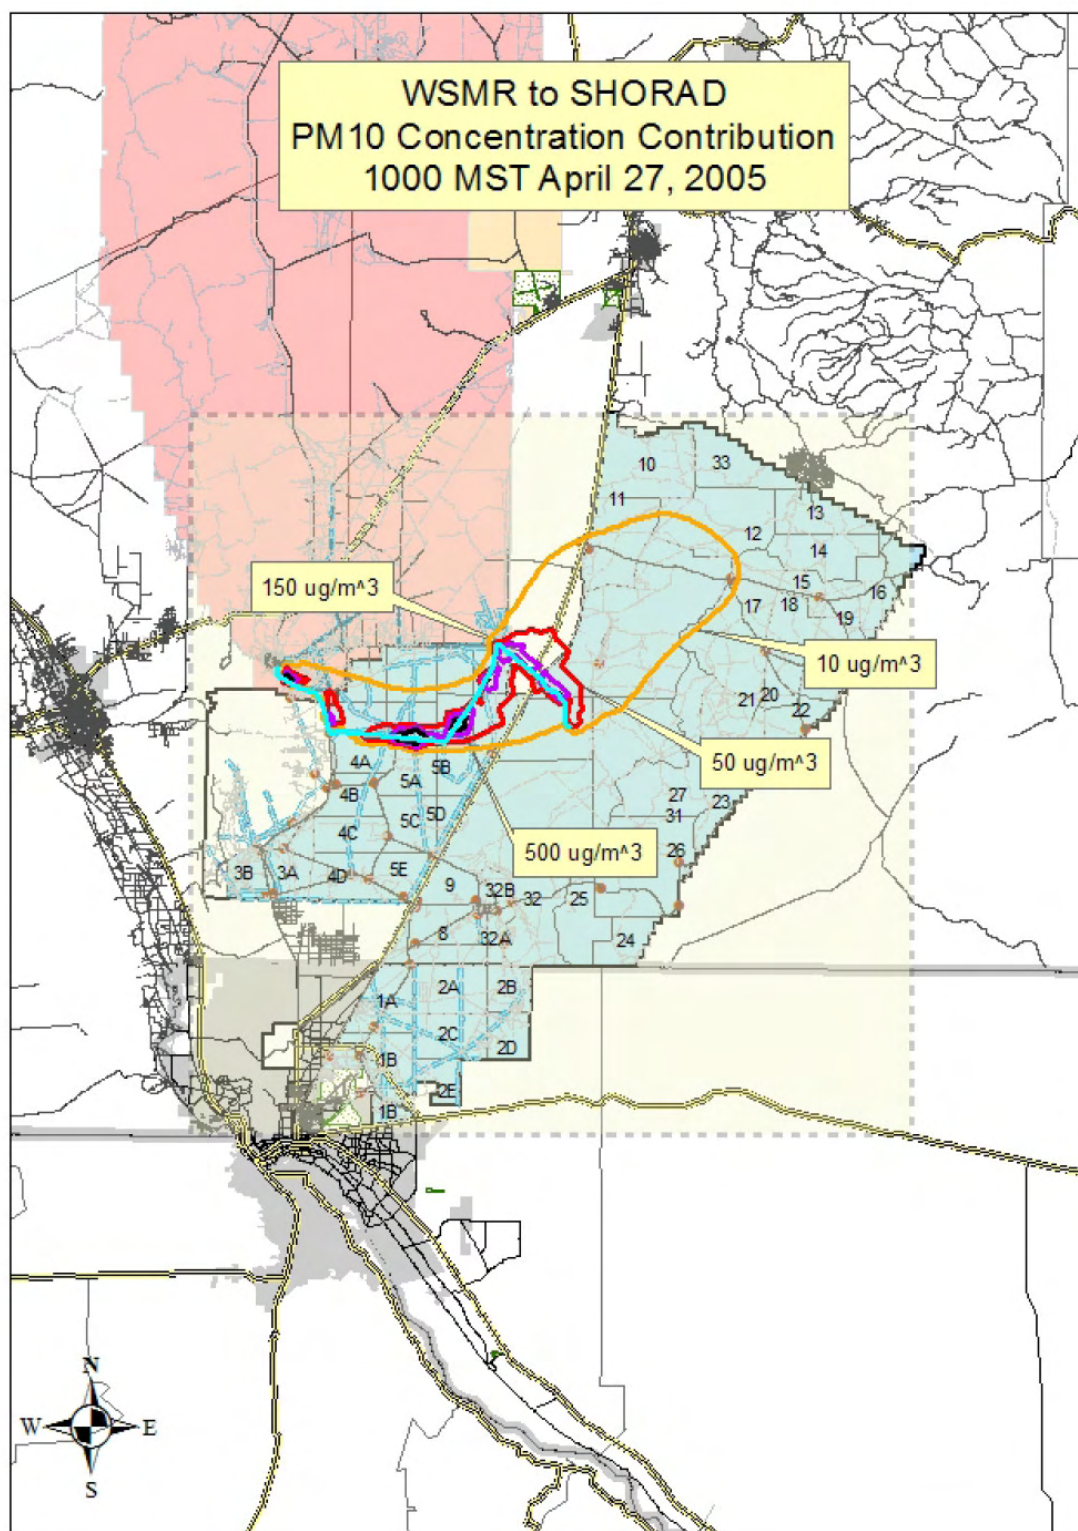 WSMR to SHORAD
PM10 Concentration Contribution
1000 MST April 27, 2005
10
33
11
13
12
14
150 ug/m^3
15
16
17
18
19
10 ug/m^3
21
20
22
50 ug/m^3
4A
5B
5A
27
23
4B
5D
31
5C
4C
500 ug/m^3
26
3B
3A
4D
5E
9
32B
32
25
8
32A
24
2A
2B
1A
2C
2D
1B
2E
1B
N
W
E
S